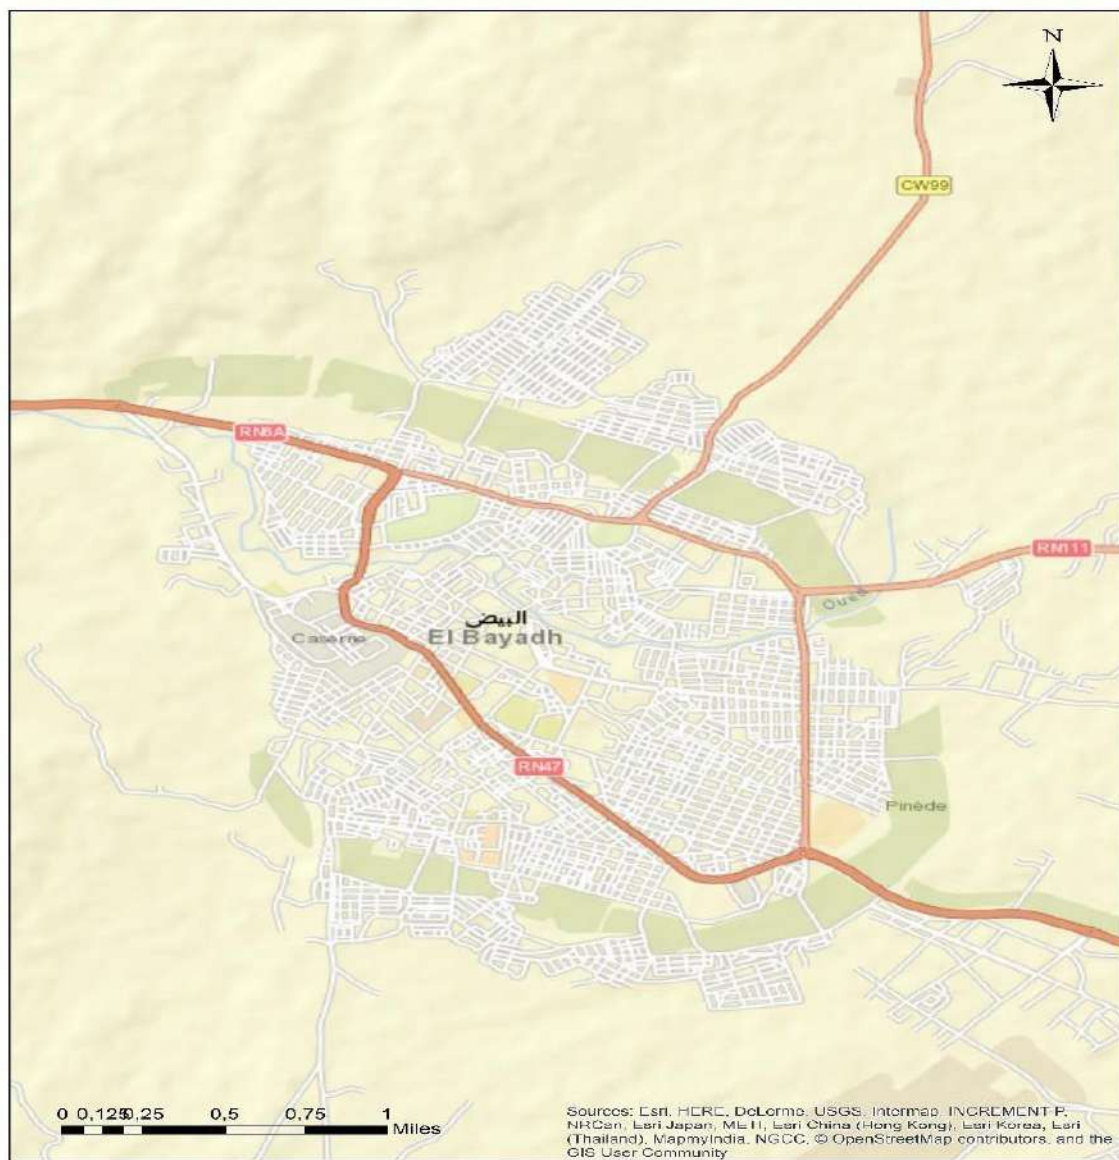 N
CW99
RN6A
RN111
Oued
البيض
El Bayadh
Caserne
RN47
Pinède
0 0,125 0,25 0,5 0,75 1
Miles
Sources: Esri, HERE, DeLorme, USGS, Intermap, INCREMENT P,
NRCan, Esri Japan, METI, Esri China (Hong Kong), Esri Korea, Esri
(Thailand), MapmyIndia, NGCC, © OpenStreetMap contributors, and the
GIS User Community